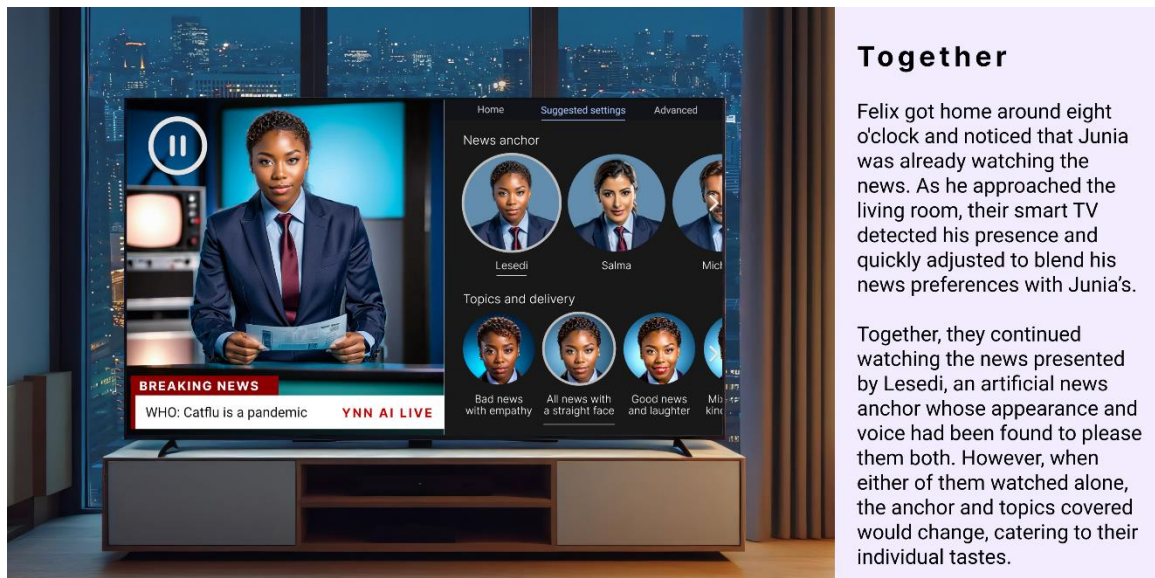 Home Suggested settings Advanced
News anchor
Lesedi Salma Mich
Topics and delivery
Bad news All news with Good news
with empathy a straight face and laughter
BREAKING NEWS
WHO: Catflu is a pandemic YNN AI LIVE
Together
Felix got home around eight
o'clock and noticed that Junia
was already watching the
news. As he approached the
living room, their smart TV
detected his presence and
quickly adjusted to blend his
news preferences with Junia’s.
Together, they continued
watching the news presented
by Lesedi, an artificial news
anchor whose appearance and
voice had been found to please
them both. However, when
either of them watched alone,
the anchor and topics covered
would change, catering to their
individual tastes.